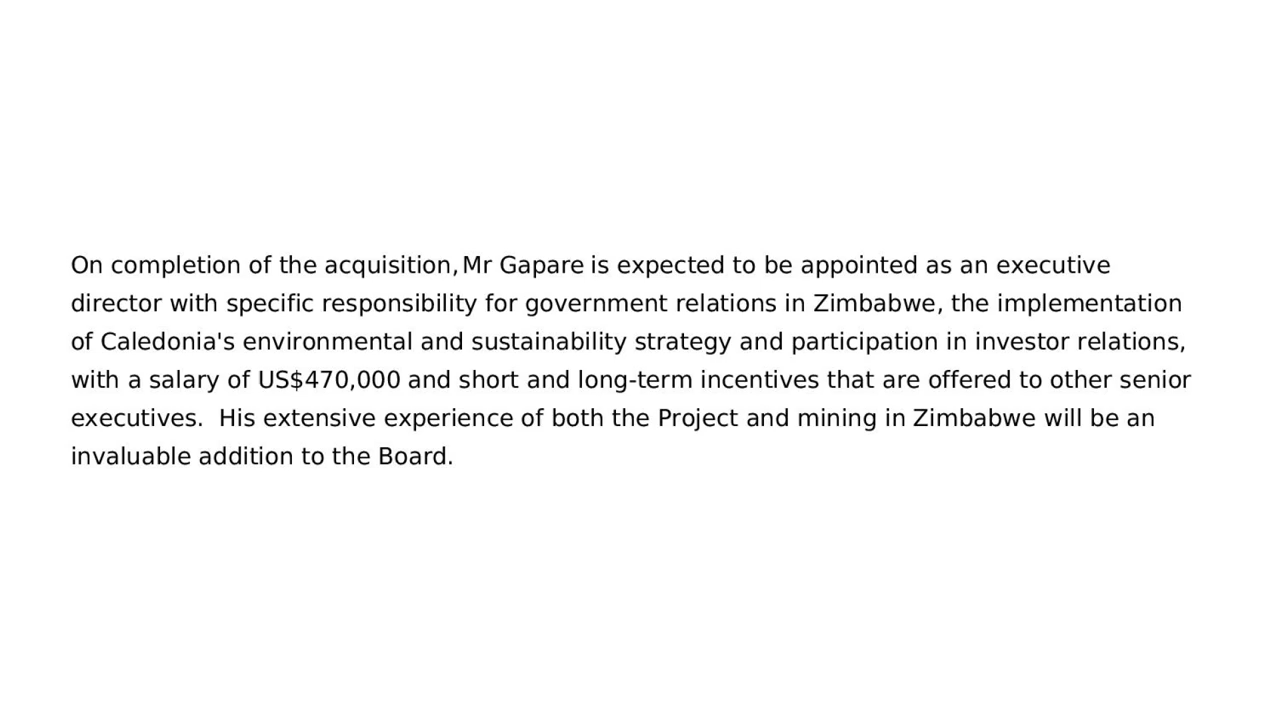 On completion of the acquisition, Mr Gapare is expected to be appointed as an executive
director with specific responsibility for government relations in Zimbabwe, the implementation
of Caledonia's environmental and sustainability strategy and participation in investor relations,
with a salary of US$470,000 and short and long-term incentives that are offered to other senior
executives.  His extensive experience of both the Project and mining in Zimbabwe will be an
invaluable addition to the Board.